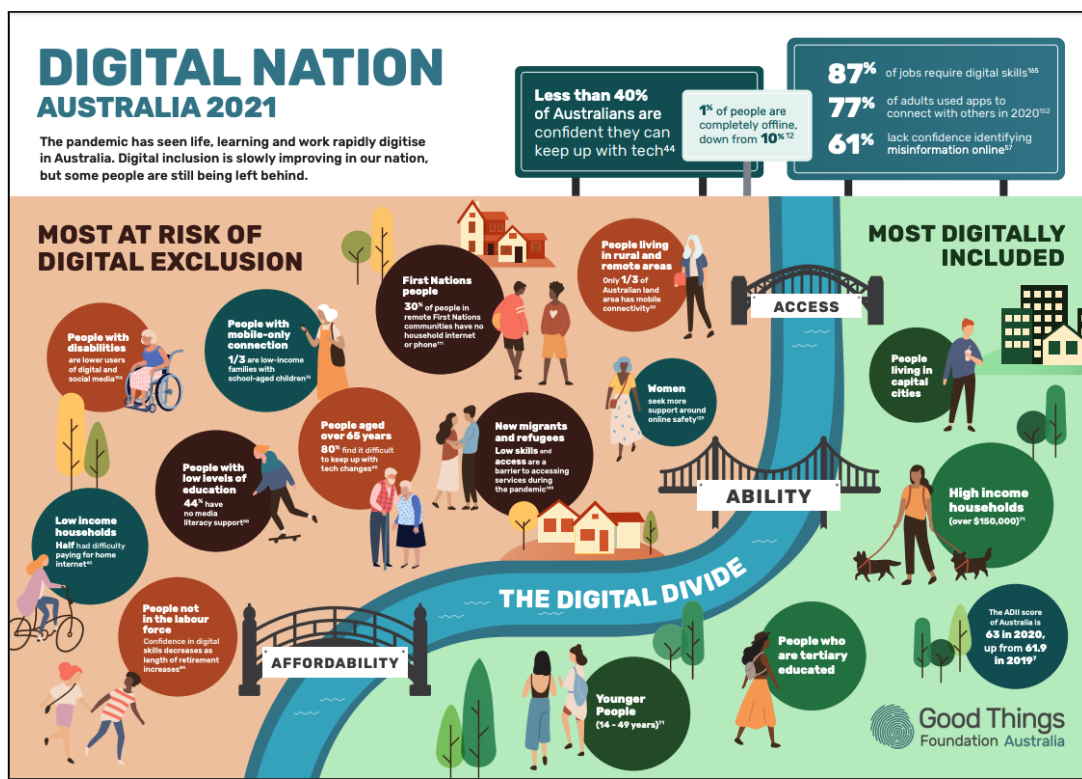 DIGITAL NATION
AUSTRALIA 2021
The pandemic has seen life, learning and work rapidly digitise
in Australia. Digital inclusion is slowly improving in our nation,
but some people are still being left behind.
Less than 40%
of Australians are
confident they can
keep up with tech44
1% of people are
completely offline,
down from 10%12
87% of jobs require digital skills165
77% of adults used apps to
connect with others in 2020152
61% lack confidence identifying
misinformation online57
MOST AT RISK OF
DIGITAL EXCLUSION
People with
disabilities
are lower users
of digital and
social media
People with
mobile-only
connection
1/3 are low-income
families with
school-aged children
First Nations
people
30% of people in
remote First Nations
communities have no
household internet
or phone
People living
in rural and
remote areas
Only 1/3 of
Australian land
area has mobile
connectivity
People aged
over 65 years
80% find it difficult
to keep up with
tech changes
New migrants
and refugees
Low skills and
access are a
barrier to accessing
services during
the pandemic
Women
seek more
support around
online safety
People with
low levels of
education
44% have
no media
literacy support
Low income
households
Half had difficulty
paying for home
internet
People not
in the labour
force
Confidence in digital
skills decreases as
length of retirement
increases
ACCESS
ABILITY
AFFORDABILITY
THE DIGITAL DIVIDE
MOST DIGITALLY
INCLUDED
People
living in
capital
cities
High income
households
(over $150,000)71
People who
are tertiary
educated
Younger
People
(14 - 49 years)71
The ADII score
of Australia is
63 in 2020,
up from 61.9
in 20197
Good Things
Foundation Australia